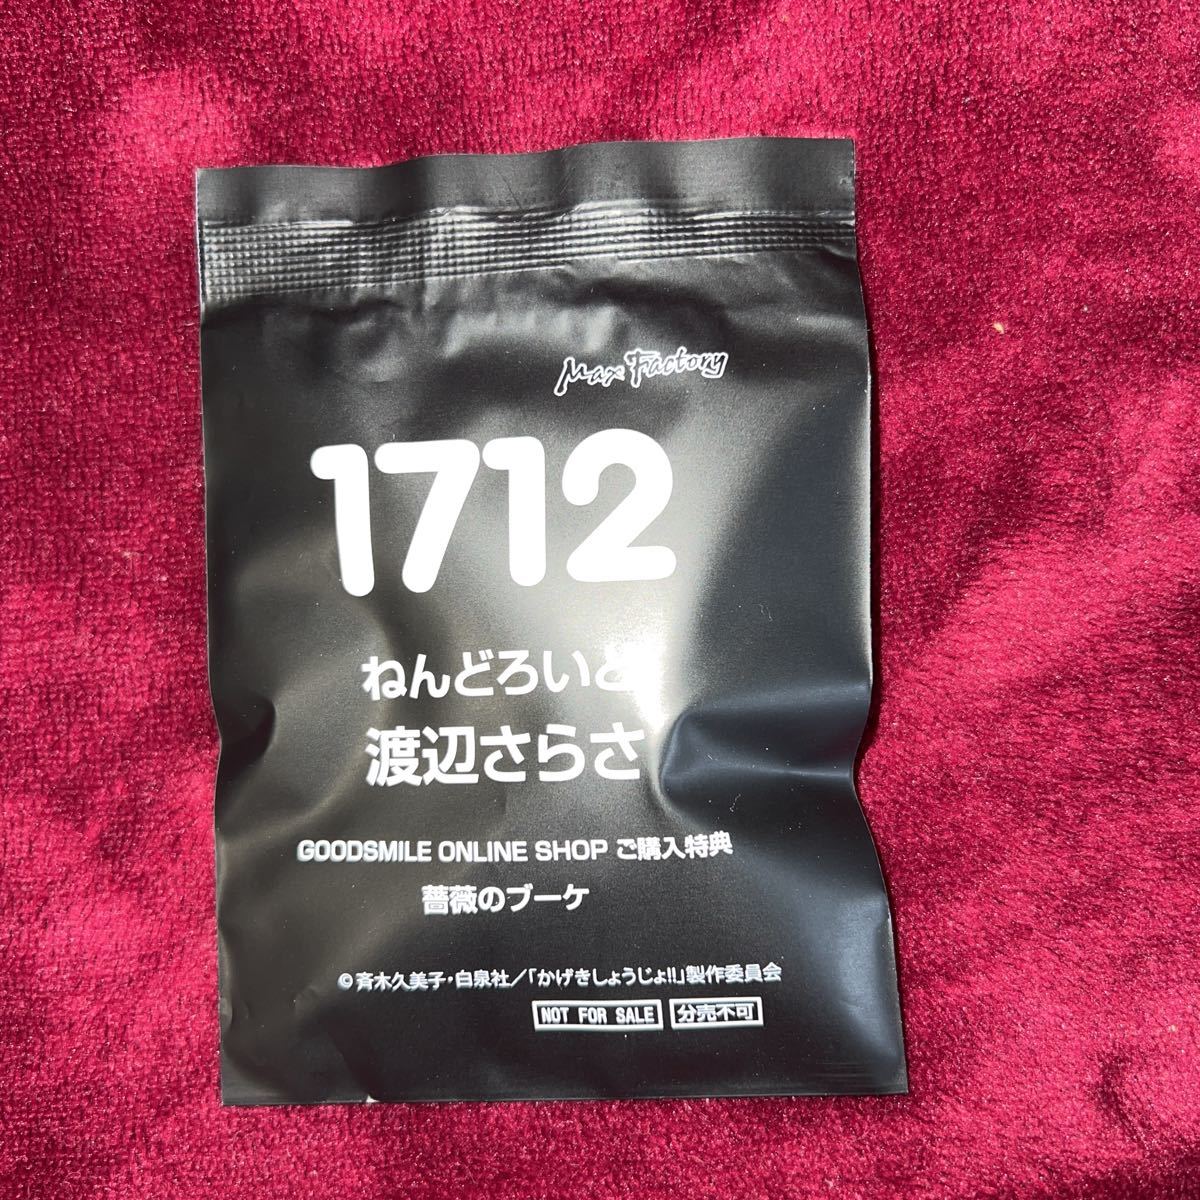 Max Factory
1712
ねんどろいど
渡辺さらさ
GOODSMILE ONLINE SHOP ご購入特典
薔薇のブーケ
© 斉木久美子・白泉社／「かげきしょうじょ!!」製作委員会
NOT FOR SALE 分売不可